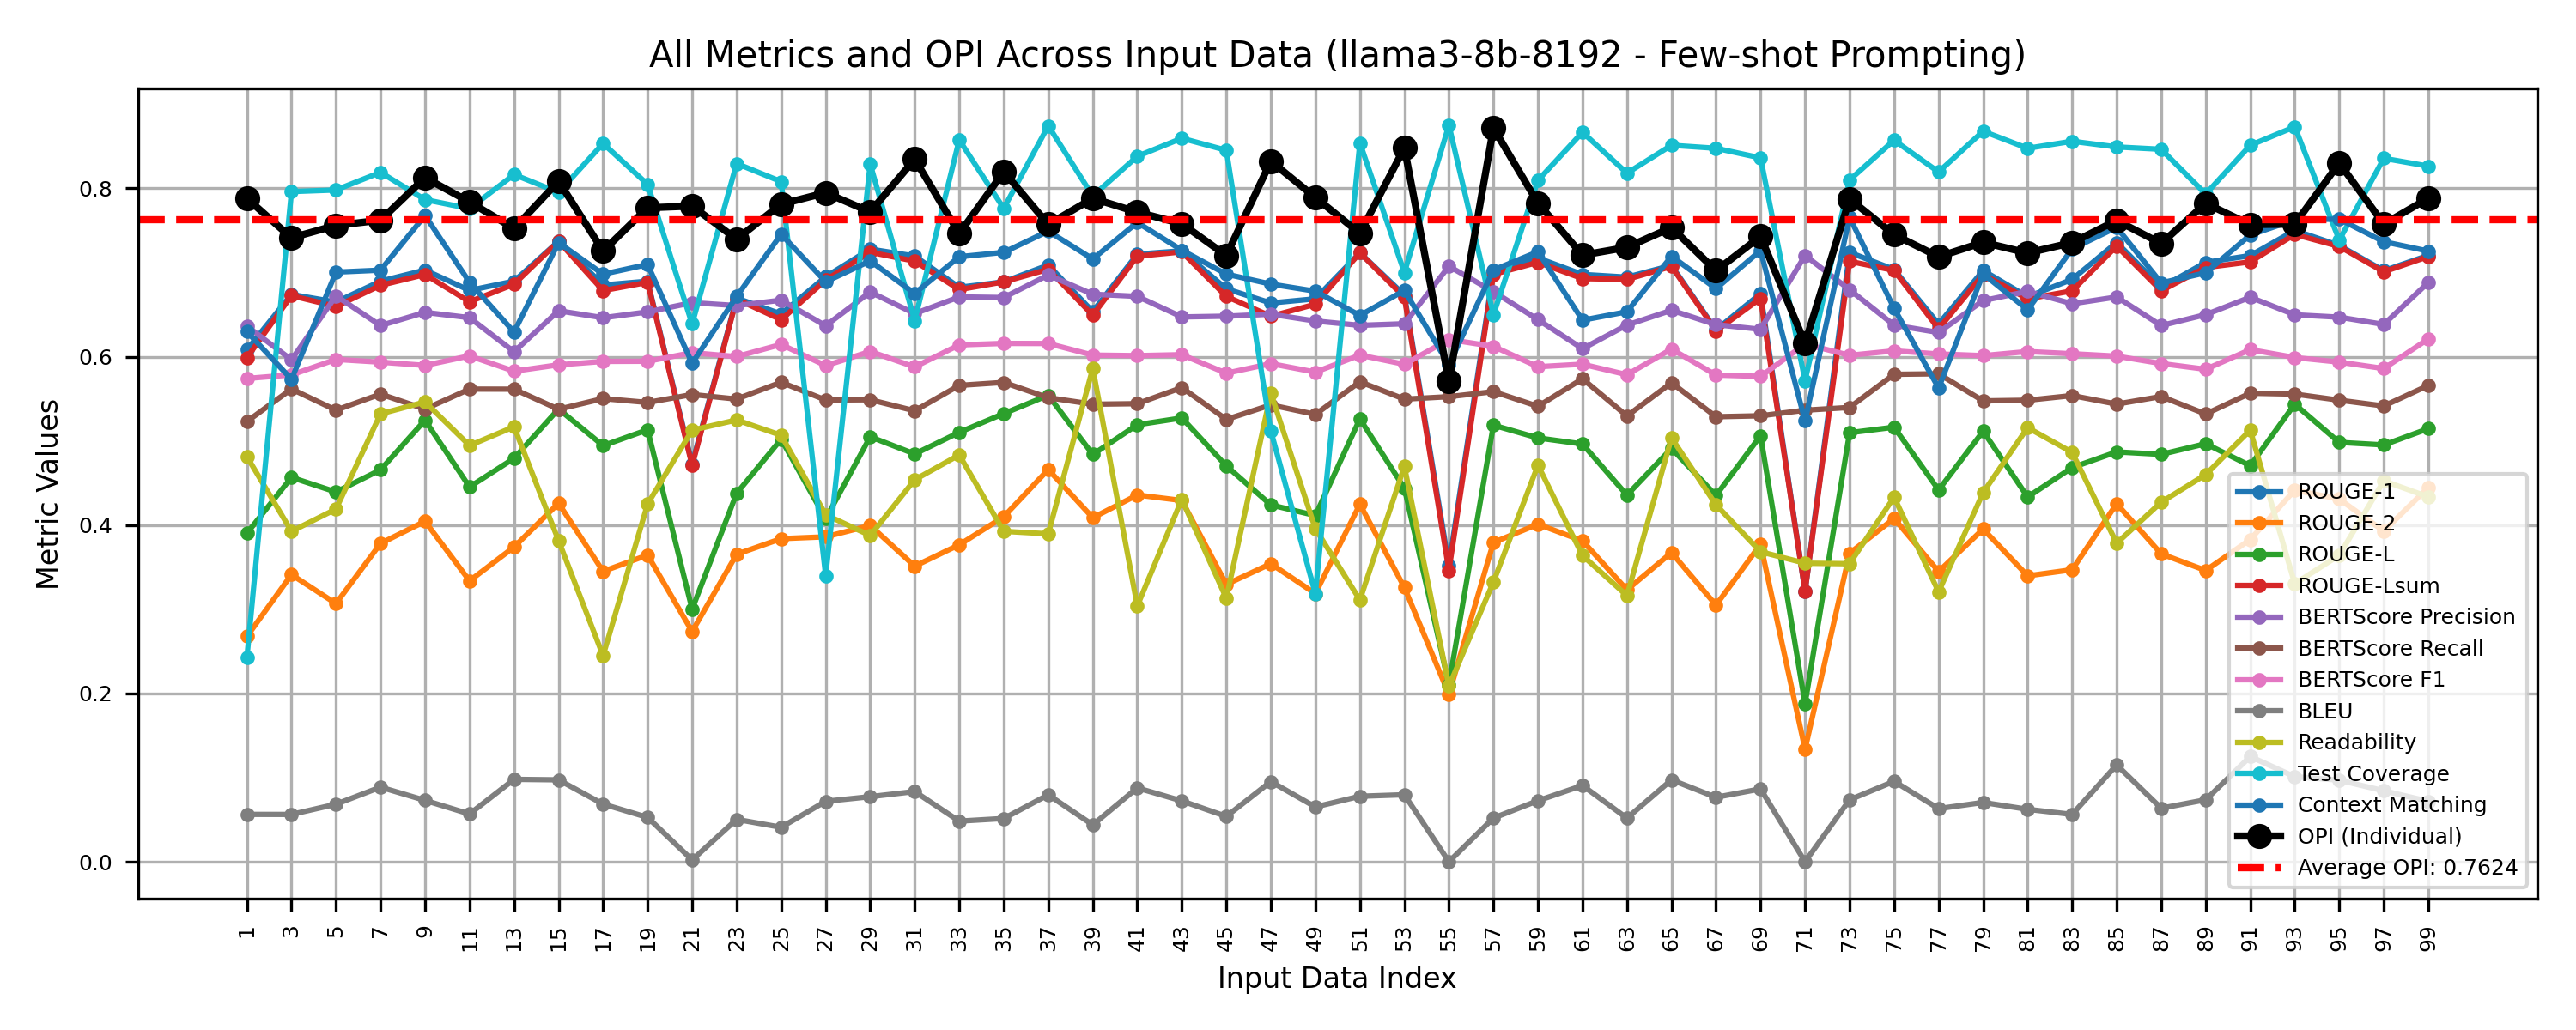 All Metrics and OPI Across Input Data (llama3-8b-8192 - Few-shot Prompting)
Metric Values
0.8
0.6
0.4
0.2
0.0
ROUGE-1
ROUGE-2
ROUGE-L
ROUGE-Lsum
BERTScore Precision
BERTScore Recall
BERTScore F1
BLEU
Readability
Test Coverage
Context Matching
OPI (Individual)
Average OPI: 0.7624
1 3 5 7 9 11 13 15 17 19 21 23 25 27 29 31 33 35 37 39 41 43 45 47 49 51 53 55 57 59 61 63 65 67 69 71 73 75 77 79 81 83 85 87 89 91 93 95 97 99
Input Data Index